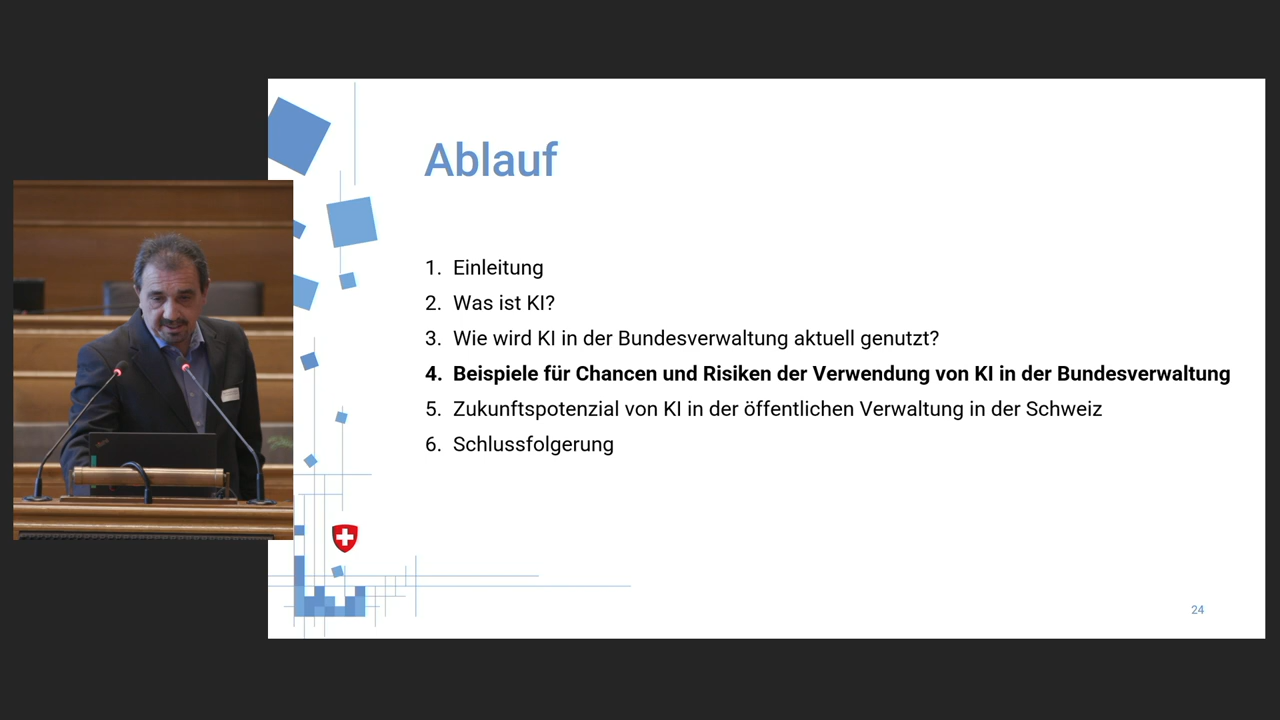 Ablauf
1. Einleitung
2. Was ist KI?
3. Wie wird KI in der Bundesverwaltung aktuell genutzt?
4. Beispiele für Chancen und Risiken der Verwendung von KI in der Bundesverwaltung
5. Zukunftspotenzial von KI in der öffentlichen Verwaltung in der Schweiz
6. Schlussfolgerung
24